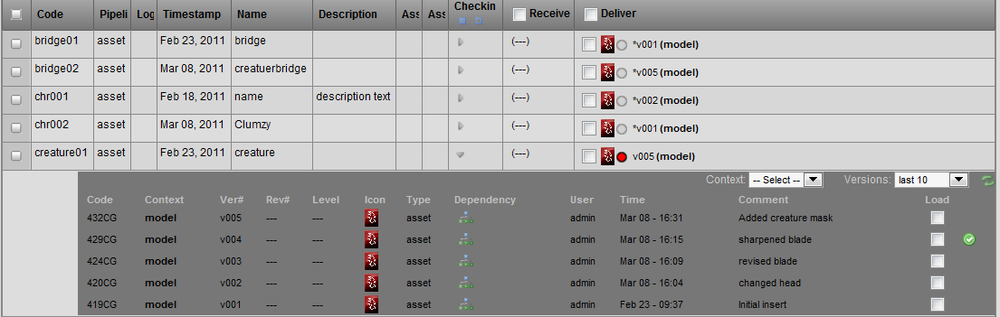 Code Pipeli Log Timestamp Name Description Ass Ass Checkin Receive Deliver
bridge01 asset Feb 23, 2011 bridge (---) *v001 (model)
bridge02 asset Mar 08, 2011 creatuerbridge (---) *v005 (model)
chr001 asset Feb 18, 2011 name description text (---) *v002 (model)
chr002 asset Mar 08, 2011 Clumzy (---) *v001 (model)
creature01 asset Feb 23, 2011 creature (---) v005 (model)
Context: -- Select -- Versions: last 10
Code Context Ver# Rev# Level Icon Type Dependency User Time Comment Load
432CG model v005 --- --- asset admin Mar 08 - 16:31 Added creature mask
429CG model v004 --- --- asset admin Mar 08 - 16:15 sharpened blade
424CG model v003 --- --- asset admin Mar 08 - 16:09 revised blade
420CG model v002 --- --- asset admin Mar 08 - 16:04 changed head
419CG model v001 --- --- asset admin Feb 23 - 09:37 Initial insert